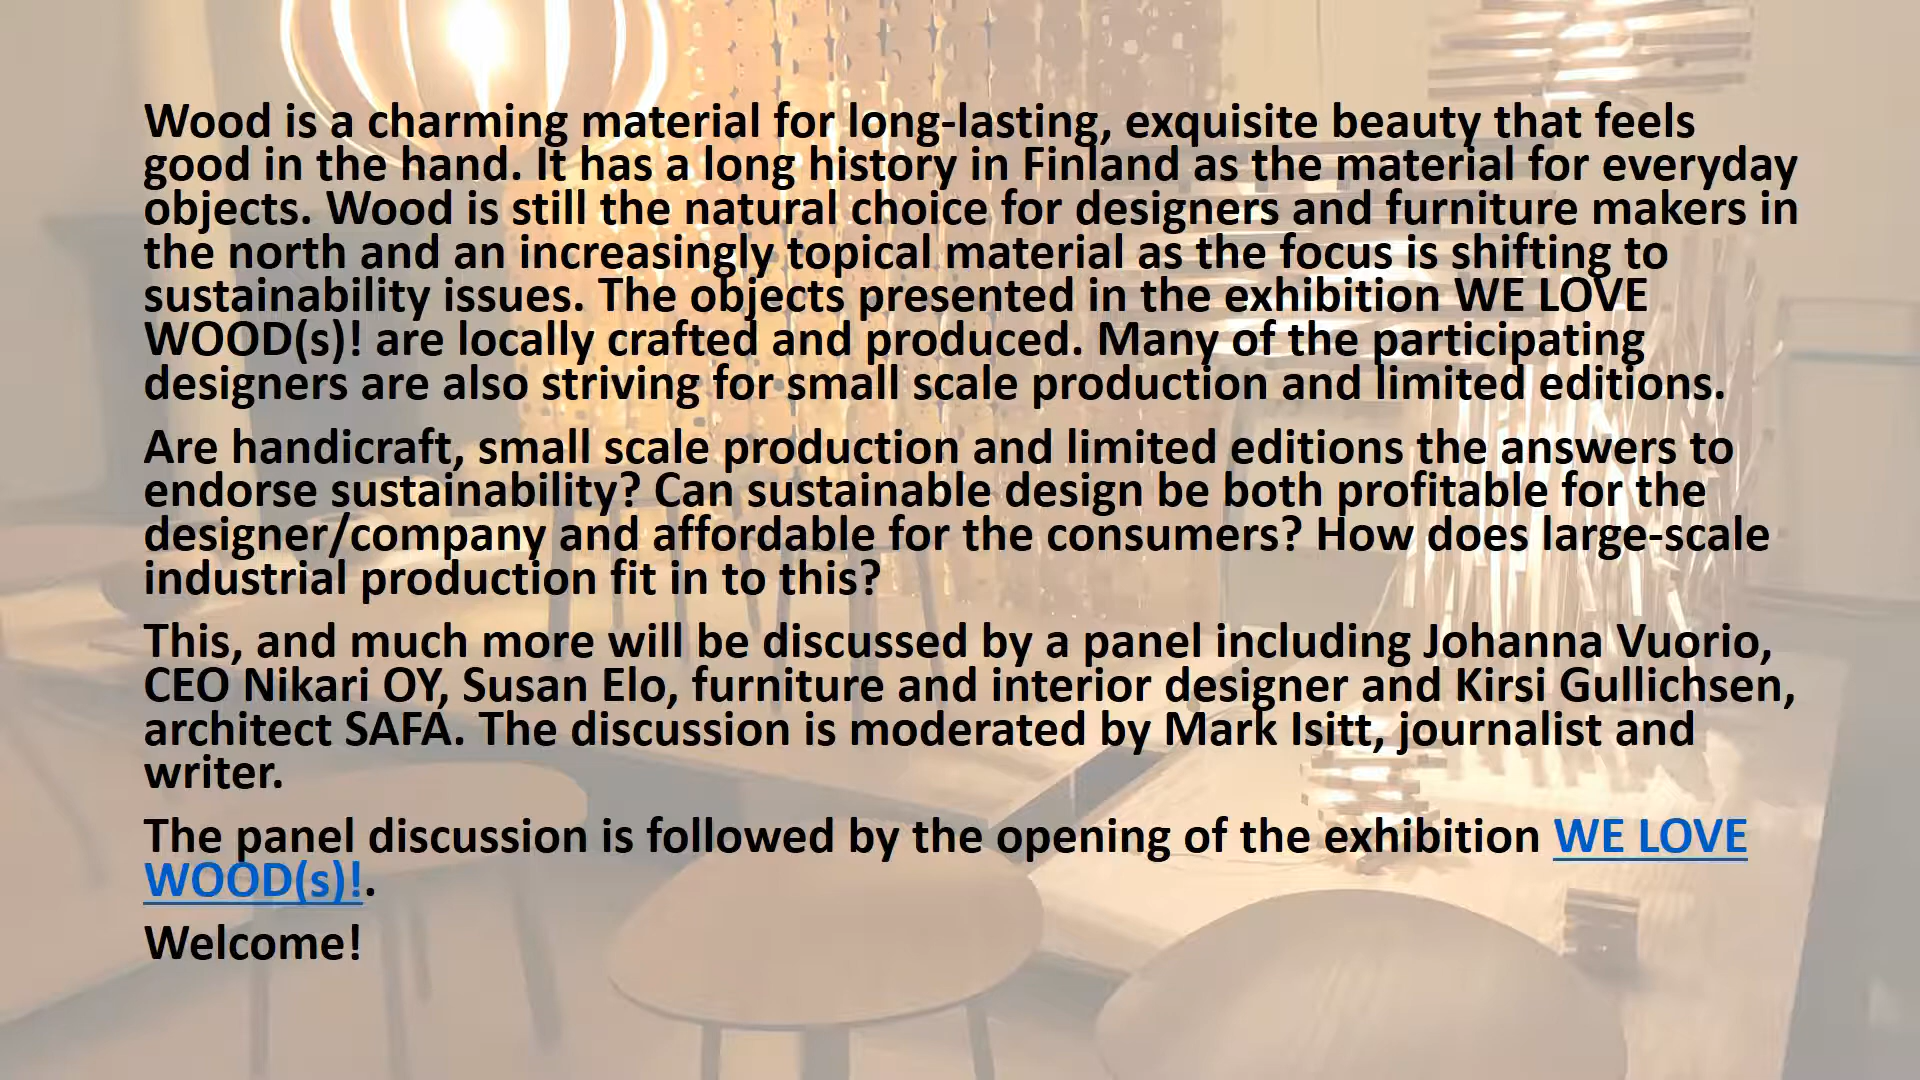 Wood is a charming material for long-lasting, exquisite beauty that feels
good in the hand. It has a long history in Finland as the material for everyday
objects. Wood is still the natural choice for designers and furniture makers in
the north and an increasingly topical material as the focus is shifting to
sustainability issues. The objects presented in the exhibition WE LOVE
WOOD(s)! are locally crafted and produced. Many of the participating
designers are also striving for small scale production and limited editions.
Are handicraft, small scale production and limited editions the answers to
endorse sustainability? Can sustainable design be both profitable for the
designer/company and affordable for the consumers? How does large-scale
industrial production fit in to this?
This, and much more will be discussed by a panel including Johanna Vuorio,
CEO Nikari OY, Susan Elo, furniture and interior designer and Kirsi Gullichsen,
architect SAFA. The discussion is moderated by Mark Isitt, journalist and
writer.
The panel discussion is followed by the opening of the exhibition WE LOVE
WOOD(s)!.
Welcome!